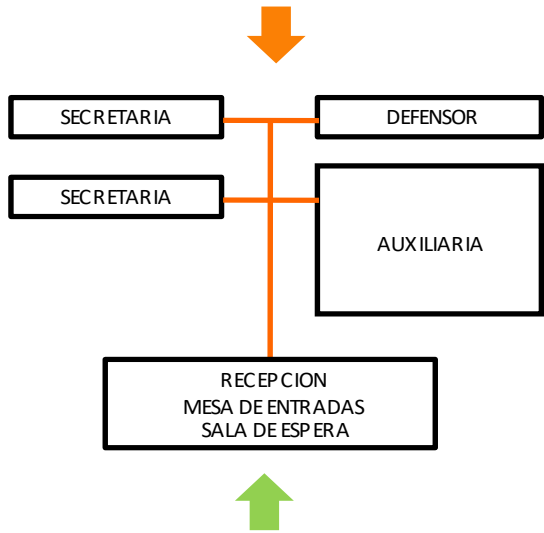 SECRETARIA
DEFENSOR
SECRETARIA
AUXILIARIA
RECEPCION
MESA DE ENTRADAS
SALA DE ESPERA